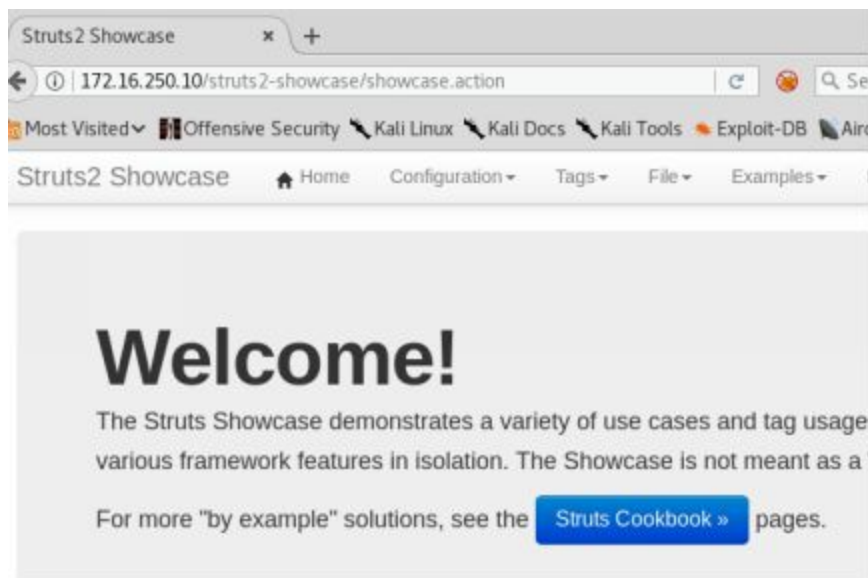 Struts2 Showcase
172.16.250.10/struts2-showcase/showcase.action
Most Visited Offensive Security Kali Linux Kali Docs Kali Tools Exploit-DB
Struts2 Showcase Home Configuration Tags File Examples
Welcome!
The Struts Showcase demonstrates a variety of use cases and tag usage
various framework features in isolation. The Showcase is not meant as a
For more "by example" solutions, see the Struts Cookbook » pages.